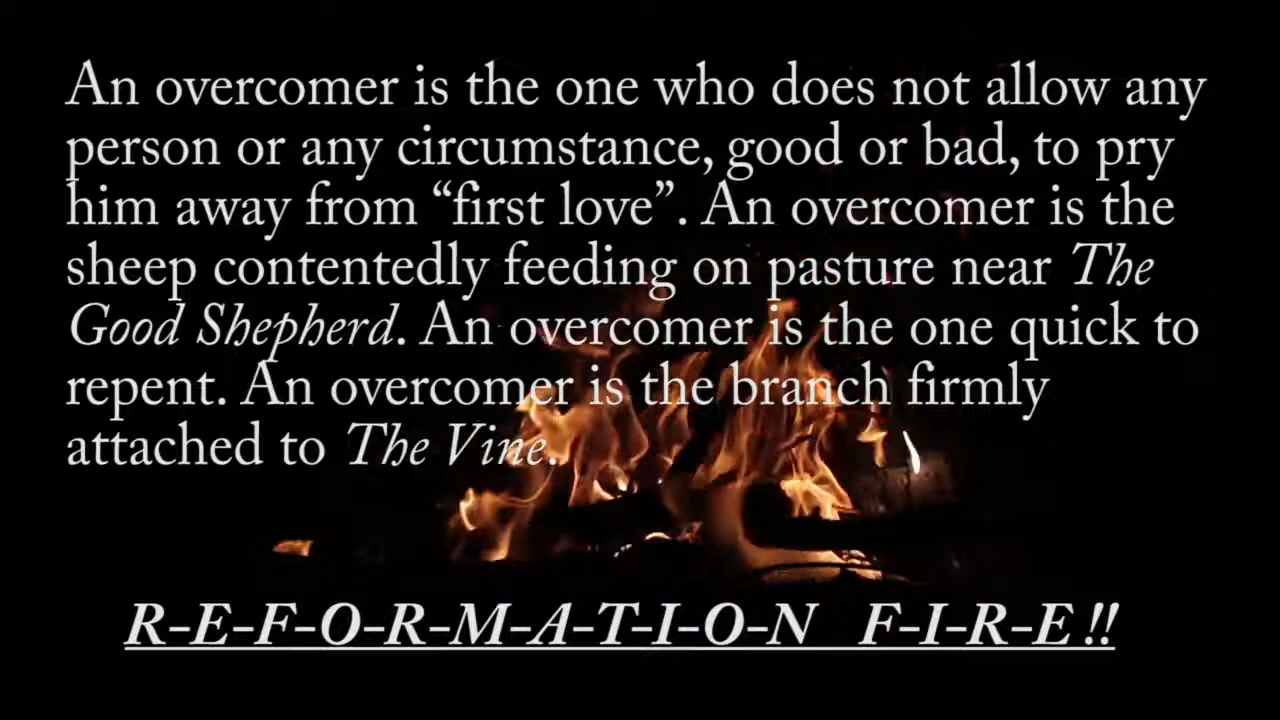 An overcomer is the one who does not allow any
person or any circumstance, good or bad, to pry
him away from “first love”. An overcomer is the
sheep contentedly feeding on pasture near The
Good Shepherd. An overcomer is the one quick to
repent. An overcomer is the branch firmly
attached to The Vine.
R-E-F-O-R-M-A-T-I-O-N F-I-R-E!!